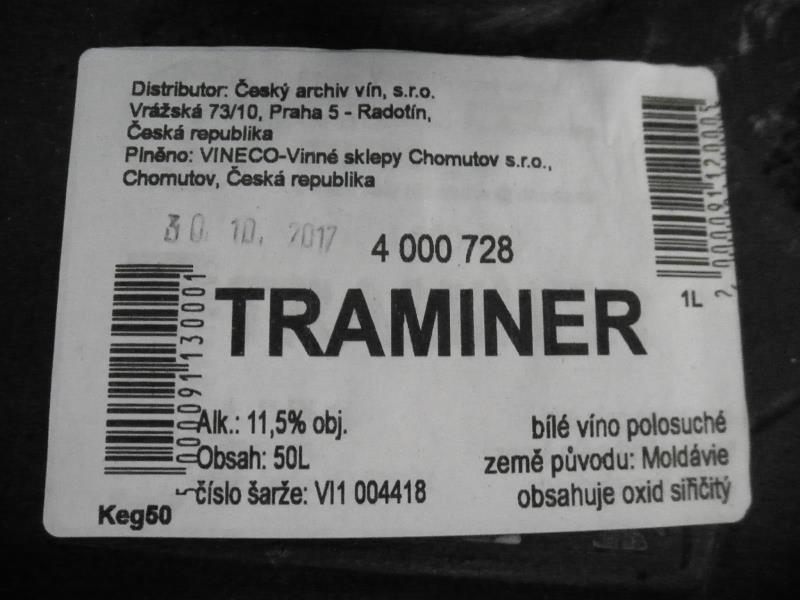 Distributor: Český archiv vín, s.r.o.
Vrážská 73/10, Praha 5 - Radotín,
Česká republika
Plněno: VINECO-Vinné sklepy Chomutov s.r.o.,
Chomutov, Česká republika
30. 10. 2017
4 000 728
TRAMINER
1L
Alk.: 11,5% obj.
Obsah: 50L
číslo šarže: VI1 004418
Keg50
bílé víno polosuché
země původu: Moldávie
obsahuje oxid siřičitý